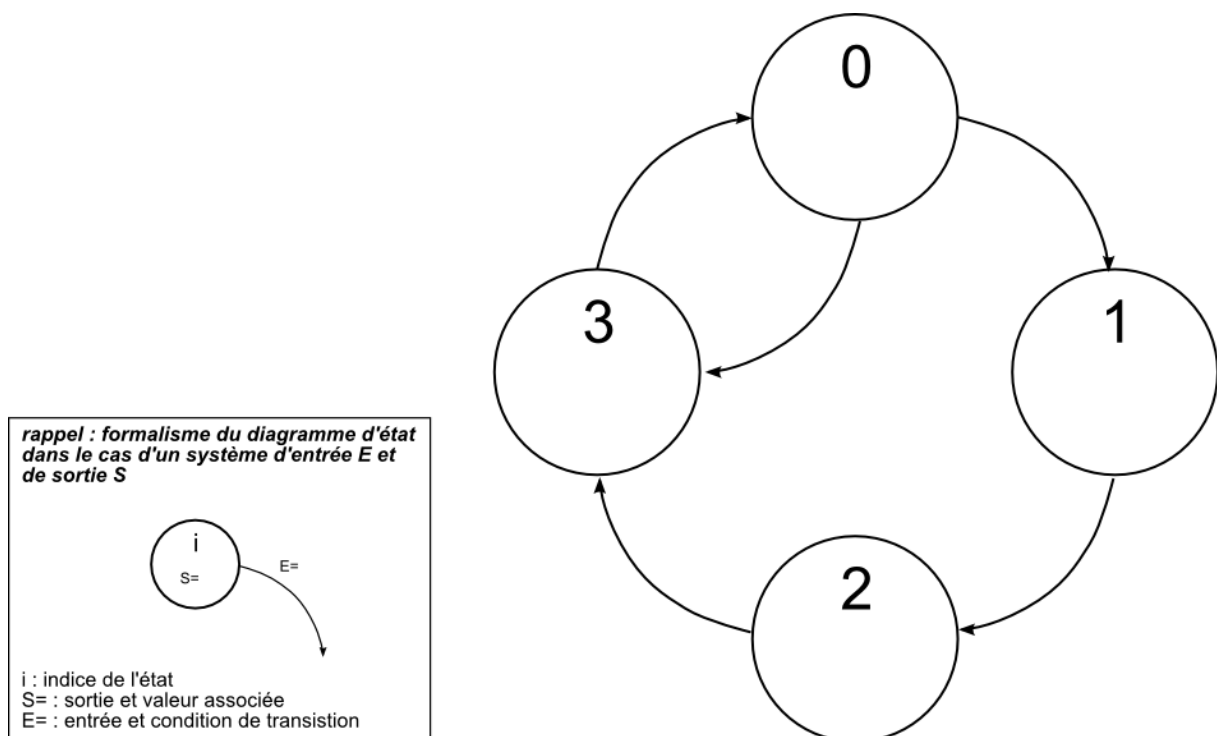 0
3
1
2
rappel : formalisme du diagramme d'état
dans le cas d'un système d'entrée E et
de sortie S
i
S=
E=
i : indice de l'état
S= : sortie et valeur associée
E= : entrée et condition de transistion